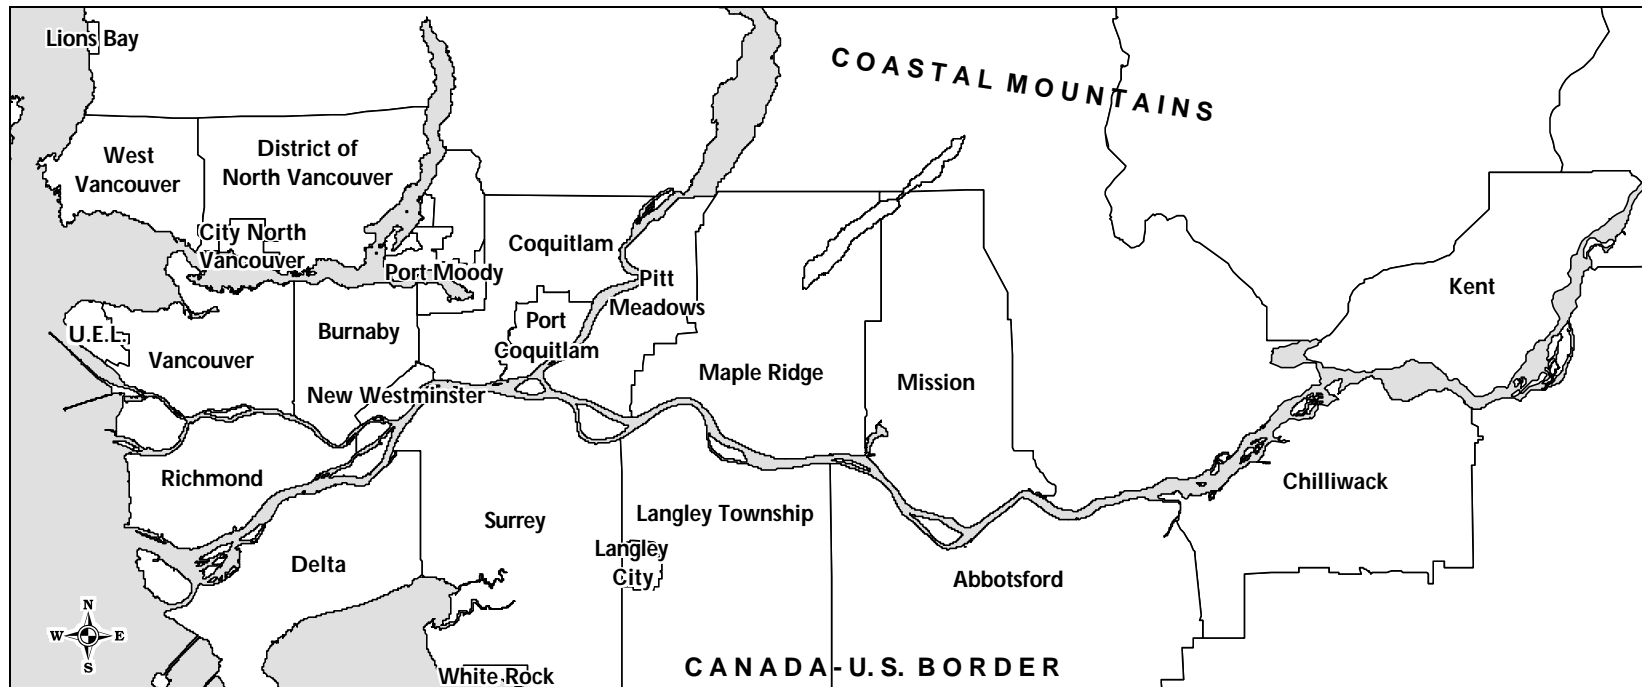 Lions Bay
COASTAL MOUNTAINS
West
Vancouver
District of
North Vancouver
City North
Vancouver
Port Moody
Coquitlam
Pitt
Meadows
Port
Coquitlam
Kent
U.E.L.
Vancouver
Burnaby
New Westminster
Maple Ridge
Mission
Richmond
Chilliwack
Surrey
Langley Township
Langley
City
Delta
Abbotsford
N
W
E
S
White Rock
CANADA-U.S. BORDER